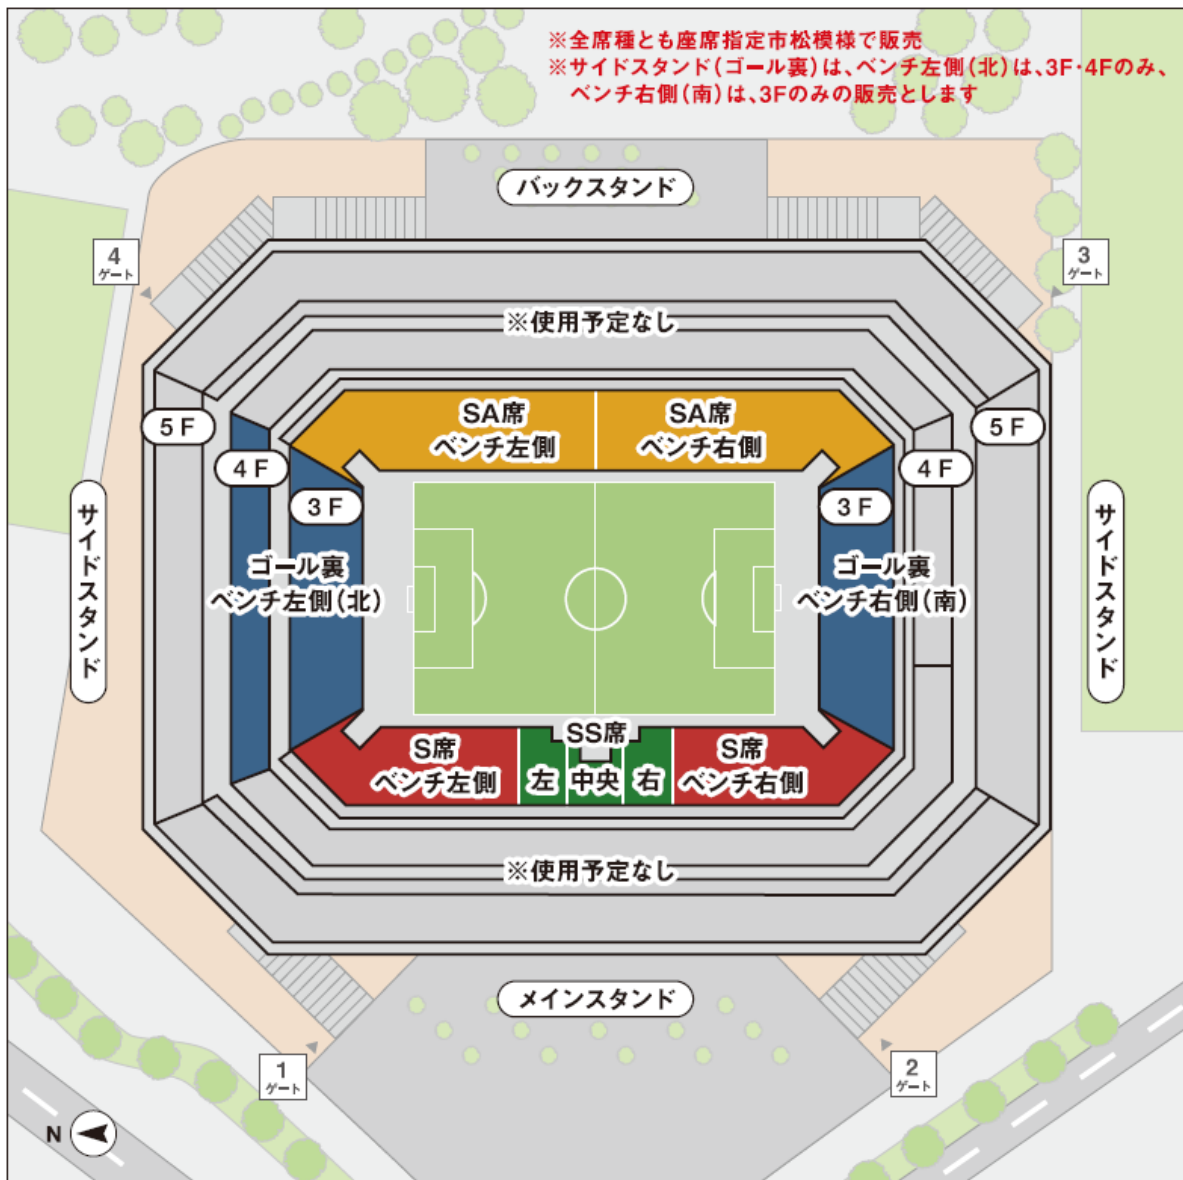 ※全席種とも座席指定市松模様で販売
※サイドスタンド(ゴール裏)は、ベンチ左側(北)は、3F・4Fのみ、
ベンチ右側(南)は、3Fのみの販売とします
バックスタンド
4
ゲート
3
ゲート
※使用予定なし
SA席
ベンチ左側
SA席
ベンチ右側
5F
4F
3F
3F
4F
5F
サイドスタンド
ゴール裏
ベンチ左側(北)
ゴール裏
ベンチ右側(南)
サイドスタンド
S席
ベンチ左側
SS席
左
中央
右
S席
ベンチ右側
※使用予定なし
メインスタンド
1
ゲート
2
ゲート
N